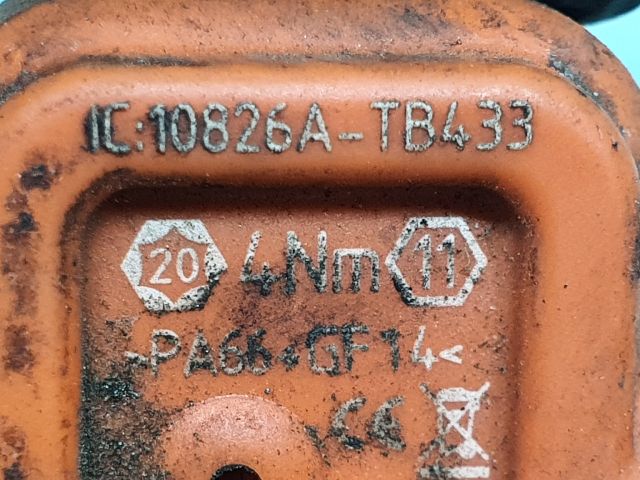 IC:10826A-TB433
20 4Nm 11
>PA66+GF14<
CE